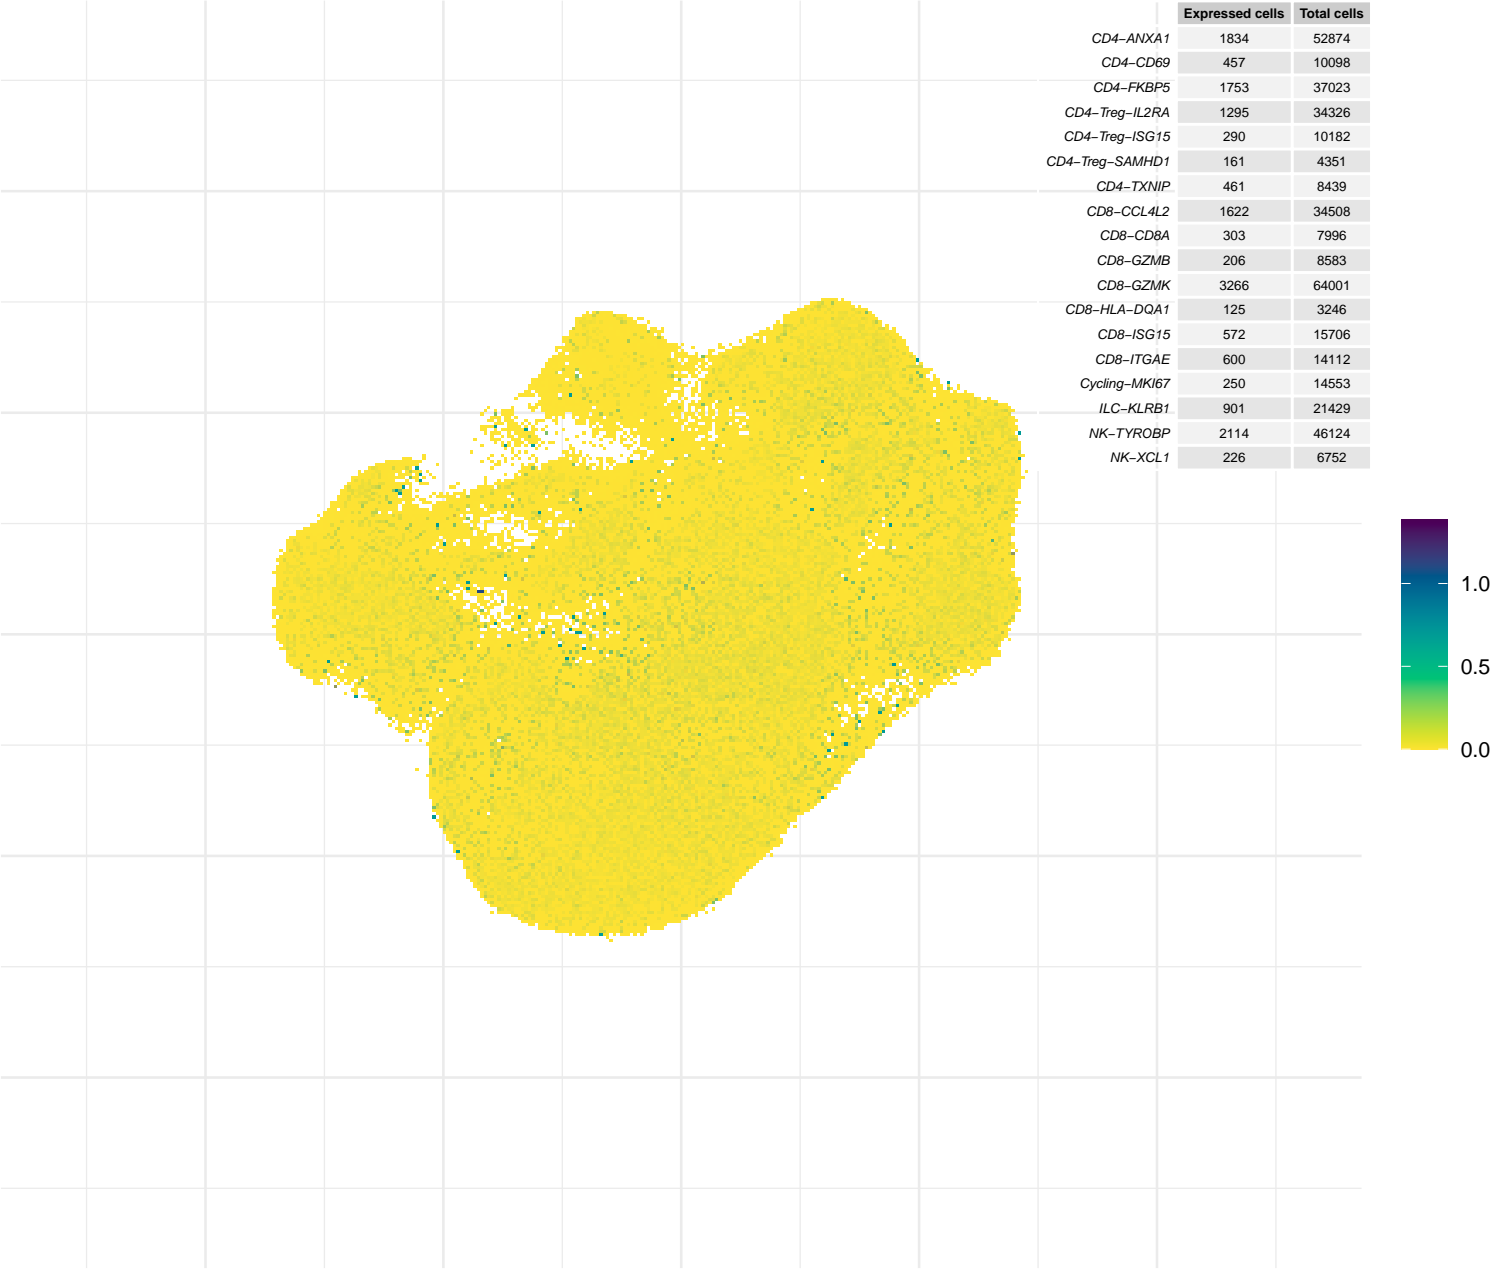 Expressed cells Total cells
CD4−ANXA1 1834 52874
CD4−CD69 457 10098
CD4−FKBP5 1753 37023
CD4−Treg−IL2RA 1295 34326
CD4−Treg−ISG15 290 10182
CD4−Treg−SAMHD1 161 4351
CD4−TXNIP 461 8439
CD8−CCL4L2 1622 34508
CD8−CD8A 303 7996
CD8−GZMB 206 8583
CD8−GZMK 3266 64001
CD8−HLA−DQA1 125 3246
CD8−ISG15 572 15706
CD8−ITGAE 600 14112
Cycling−MKI67 250 14553
ILC−KLRB1 901 21429
NK−TYROBP 2114 46124
NK−XCL1 226 6752
1.0
0.5
0.0